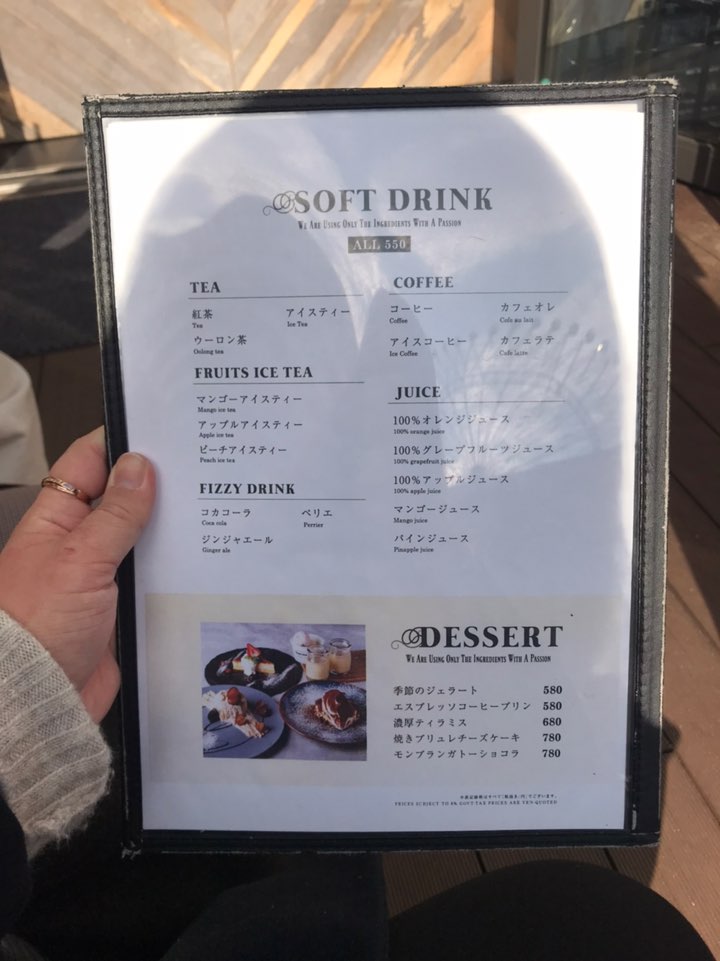 SOFT DRINK
WE ARE USING ONLY THE INGREDIENTS WITH A PASSION
ALL 550
TEA
紅茶
Tea
アイスティー
Ice Tea
ウーロン茶
Oolong tea
FRUITS ICE TEA
マンゴーアイスティー
Mango ice tea
アップルアイスティー
Apple ice tea
ピーチアイスティー
Peach ice tea
FIZZY DRINK
コカコーラ
Coca cola
ペリエ
Perrier
ジンジャエール
Ginger ale
COFFEE
コーヒー
Coffee
カフェオレ
Cafe au lait
アイスコーヒー
Ice Coffee
カフェラテ
Cafe latte
JUICE
100%オレンジジュース
100% orange juice
100%グレープフルーツジュース
100% grapefruit juice
100%アップルジュース
100% apple juice
マンゴージュース
Mango juice
パインジュース
Pineapple juice
DESSERT
WE ARE USING ONLY THE INGREDIENTS WITH A PASSION
季節のジェラート 580
エスプレッソコーヒープリン 580
濃厚ティラミス 680
焼きブリュレチーズケーキ 780
モンブランガトーショコラ 780
PRICES SUBJECT TO GOVT-TAX PRICES ARE YEN QUOTED